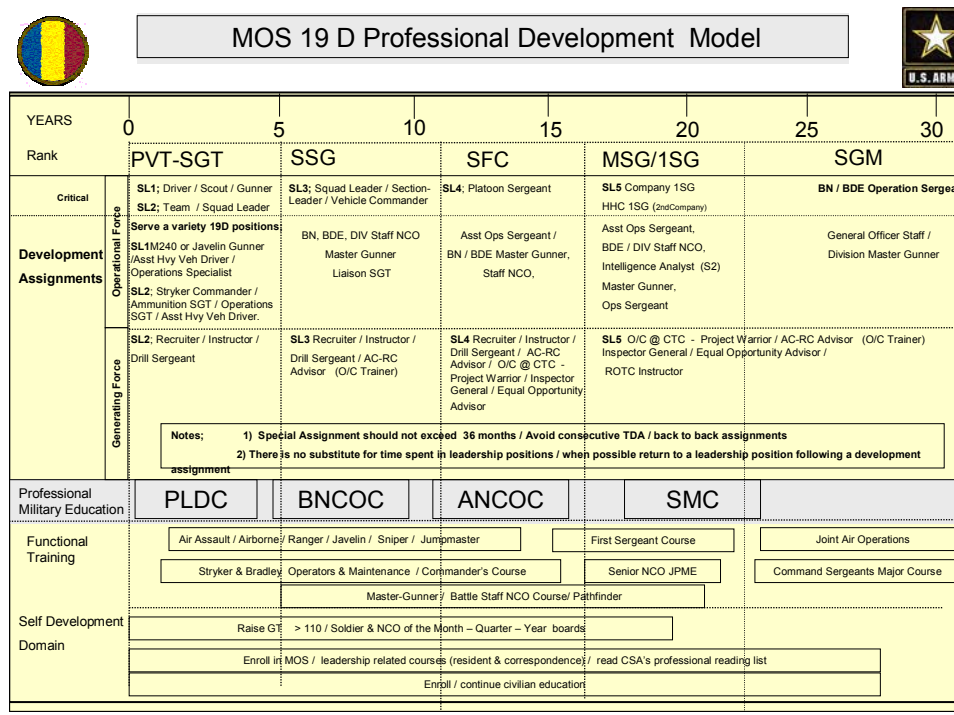 MOS 19 D Professional Development Model
U.S. ARM
YEARS
0 5 10 15 20 25 30
Rank
PVT-SGT SSG SFC MSG/1SG SGM
Critical
Operational Force
SL1; Driver / Scout / Gunner
SL2; Team / Squad Leader
SL3; Squad Leader / Section-
Leader / Vehicle Commander
SL4; Platoon Sergeant
SL5 Company 1SG
HHC 1SG (2ndCompany)
BN / BDE Operation Sergea
Development
Assignments
Serve a variety 19D positions;
SL1M240 or Javelin Gunner
/Asst Hvy Veh Driver /
Operations Specialist
SL2; Stryker Commander /
Ammunition SGT / Operations
SGT / Asst Hvy Veh Driver.
BN, BDE, DIV Staff NCO
Master Gunner
Liaison SGT
Asst Ops Sergeant /
BN / BDE Master Gunner,
Staff NCO,
Asst Ops Sergeant,
BDE / DIV Staff NCO,
Intelligence Analyst (S2)
Master Gunner,
Ops Sergeant
General Officer Staff /
Division Master Gunner
Generating Force
SL2; Recruiter / Instructor /
Drill Sergeant
SL3 Recruiter / Instructor /
Drill Sergeant / AC-RC
Advisor (O/C Trainer)
SL4 Recruiter / Instructor /
Drill Sergeant / AC-RC
Advisor / O/C @ CTC -
Project Warrior / Inspector
General / Equal Opportunity
Advisor
SL5 O/C @ CTC - Project Warrior / AC-RC Advisor (O/C Trainer)
Inspector General / Equal Opportunity Advisor /
ROTC Instructor
Notes; 1) Special Assignment should not exceed 36 months / Avoid consecutive TDA / back to back assignments
2) There is no substitute for time spent in leadership positions / when possible return to a leadership position following a development
assignment
Professional
Military Education
PLDC BNCOC ANCOC SMC
Functional
Training
Air Assault / Airborne / Ranger / Javelin / Sniper / Jumpmaster
First Sergeant Course
Joint Air Operations
Stryker & Bradley Operators & Maintenance / Commander's Course
Senior NCO JPME
Command Sergeants Major Course
Master-Gunner / Battle Staff NCO Course/ Pathfinder
Self Development
Domain
Raise GT > 110 / Soldier & NCO of the Month – Quarter – Year boards
Enroll in MOS / leadership related courses (resident & correspondence) / read CSA's professional reading list
Enroll / continue civilian education